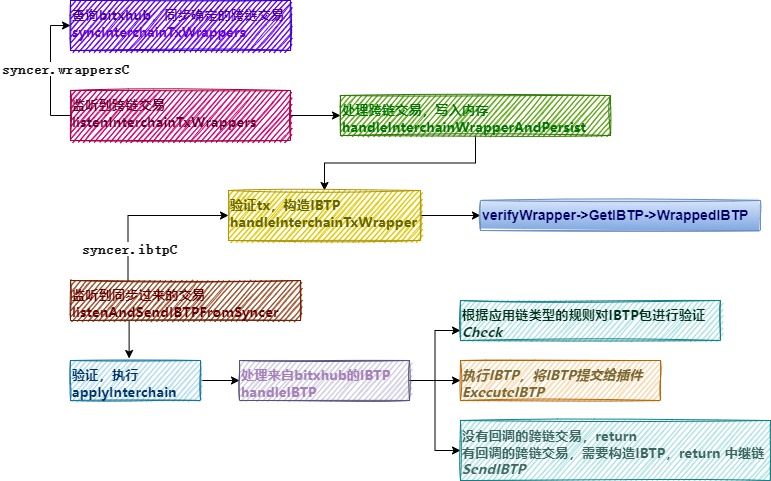 查询bitxhub，同步确定的跨链交易
syncInterchainTxWrappers
syncer.wrappersC
监听到跨链交易
listenInterchainTxWrappers
处理跨链交易，写入内存
handleInterchainWrapperAndPersist
验证tx，构造IBTP
handleInterchainTxWrapper
verifyWrapper->GetIBTP->WrappedIBTP
syncer.ibtpC
监听到同步过来的交易
listenAndSendIBTPFromSyncer
验证，执行
applyInterchain
处理来自bitxhub的IBTP
handleIBTP
根据应用链类型的规则对IBTP包进行验证
Check
执行IBTP，将IBTP提交给插件
ExecuteIBTP
没有回调的跨链交易，return
有回调的跨链交易，需要构造IBTP，return 中继链
SendIBTP